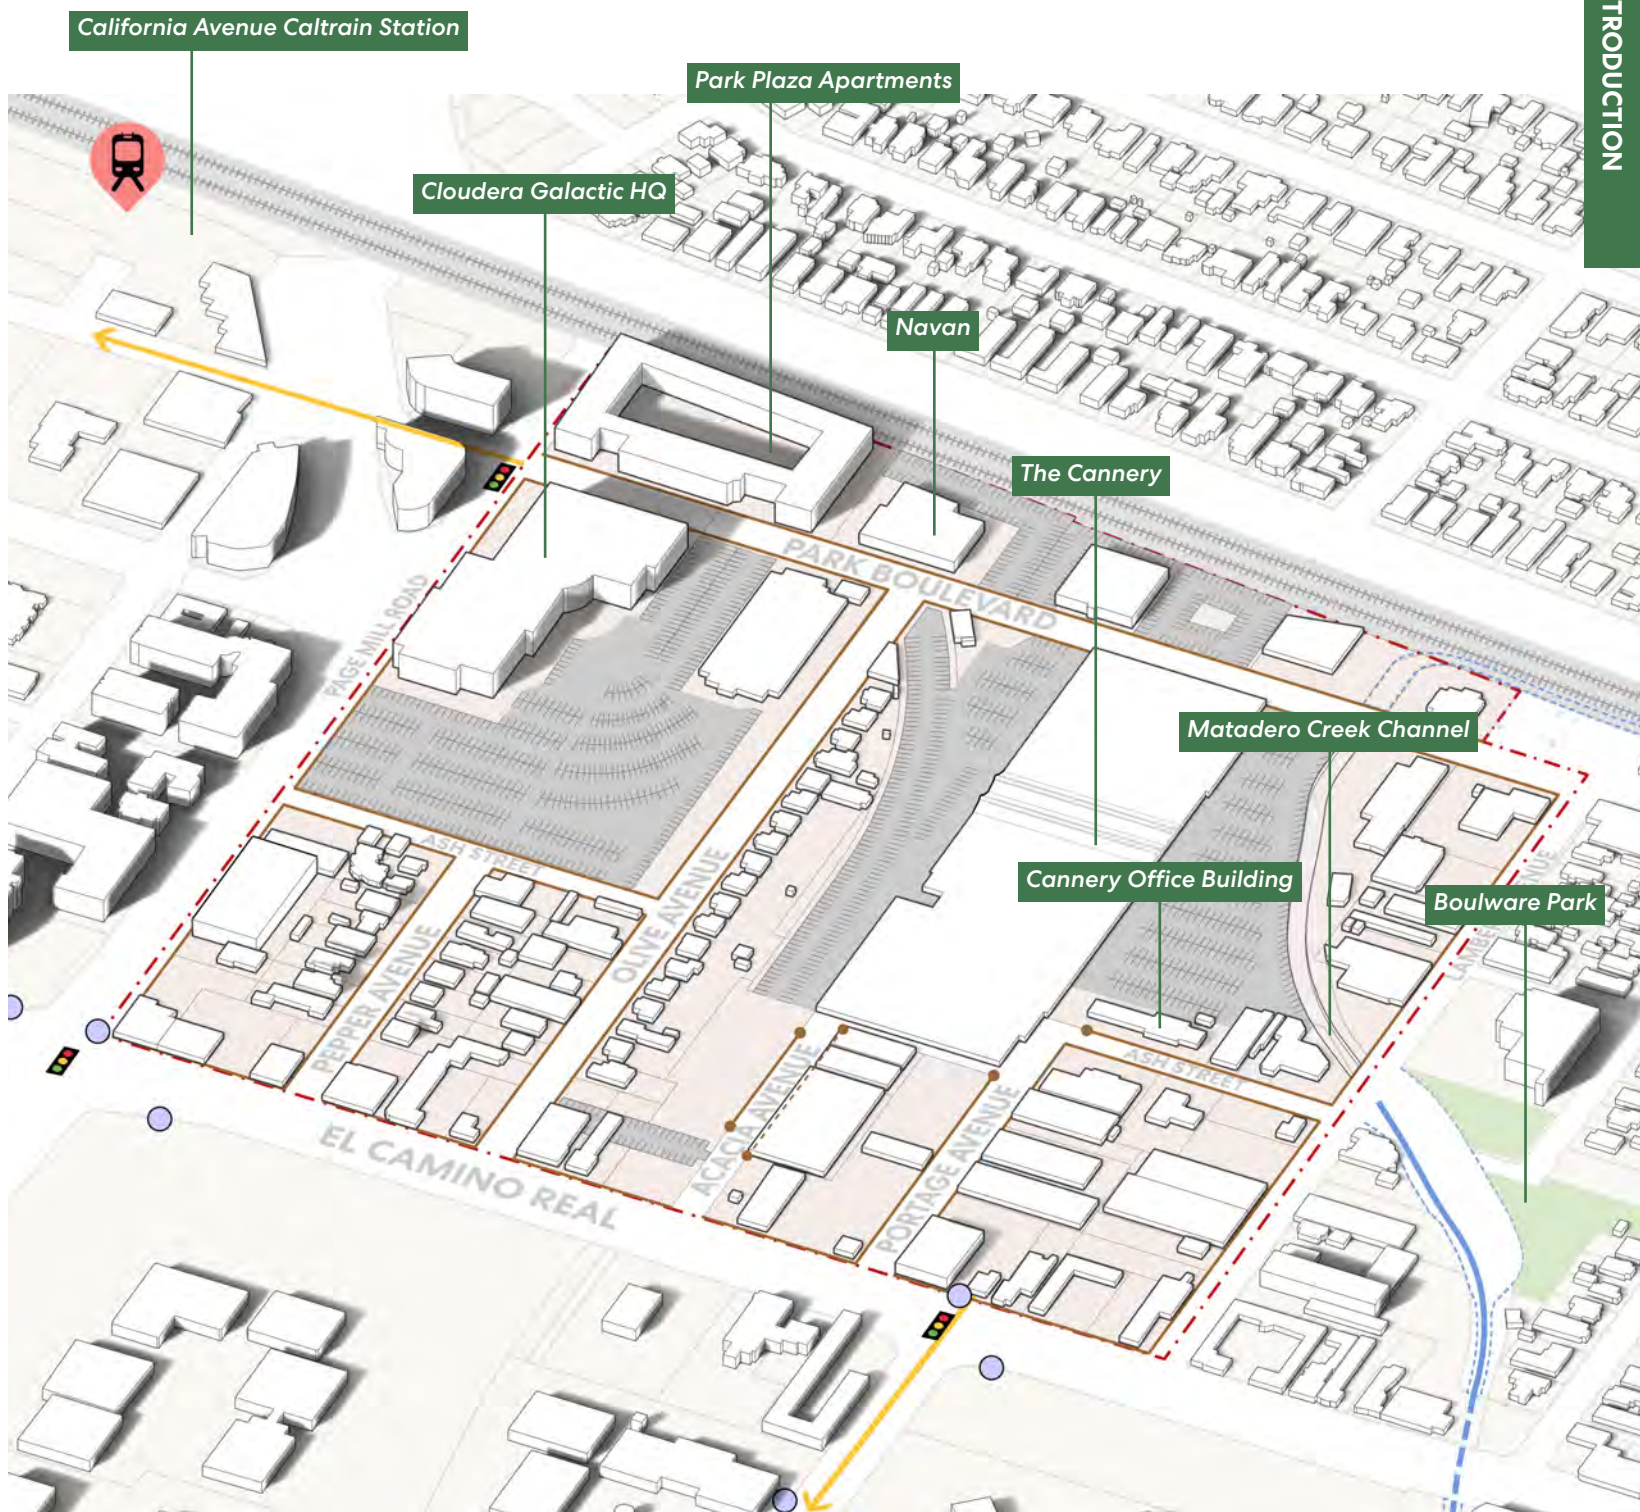 TRODUCTION
California Avenue Caltrain Station
Park Plaza Apartments
Cloudera Galactic HQ
Navan
The Cannery
PARK BOULEVARD
PAGE MILL ROAD
Matadero Creek Channel
ASH STREET
OLIVE AVENUE
Cannery Office Building
Boulware Park
PEPPER AVENUE
ACACIA AVENUE
ASH STREET
PORTAGE AVENUE
EL CAMINO REAL